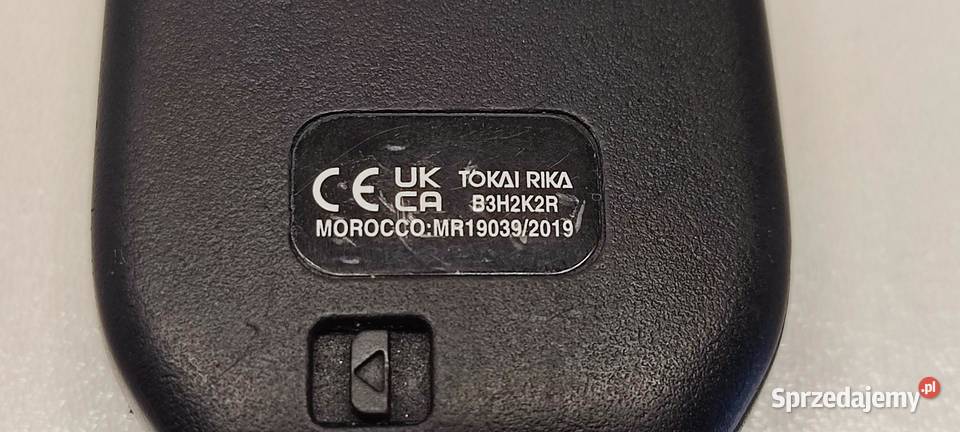 CE UK CA TOKAI RIKA
B3H2K2R
MOROCCO:MR19039/2019
Sprzedajemy.pl